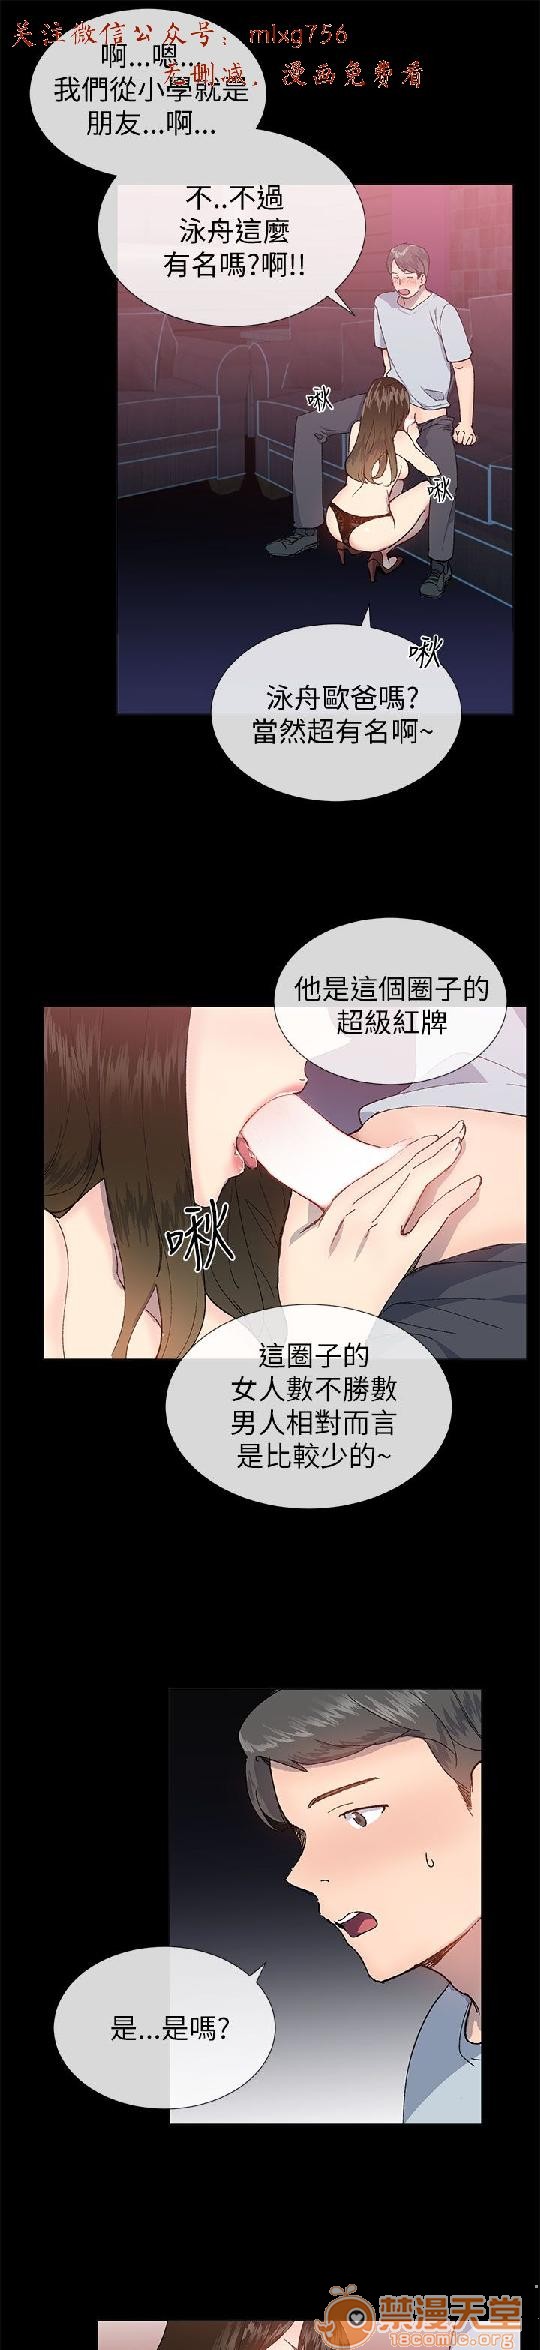 关注微信公众号：mlxg756
无删减，漫画免费看
啊...嗯...
我們從小學就是
朋友...啊...
不..不過
泳舟這麼
有名嗎?啊!!
啾
啾
啾
泳舟歐爸嗎?
當然超有名啊~
他是這個圈子的
超級紅牌
啾
這圈子的
女人數不勝數
男人相對而言
是比較少的~
是...是嗎?
禁漫天堂
18comic.org